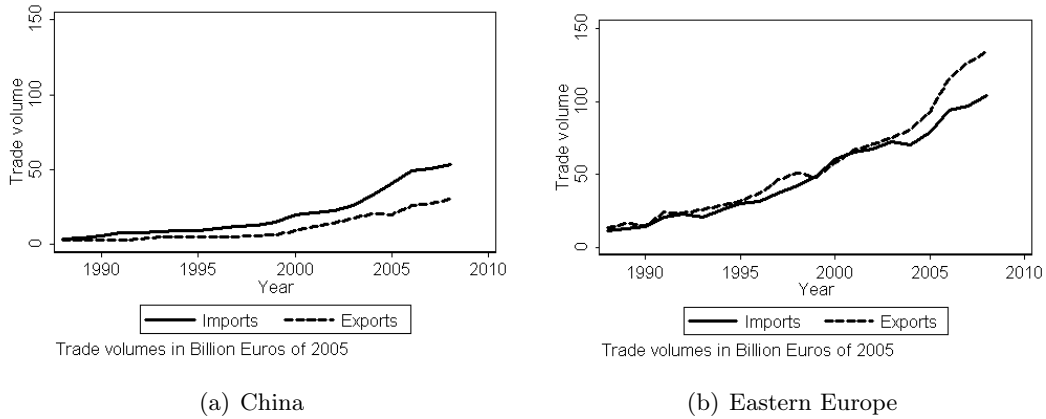 Trade volume
150
100
50
0
1990 1995 2000 2005 2010
Year
Imports Exports
Trade volumes in Billion Euros of 2005
(a) China
Trade volume
150
100
50
0
1990 1995 2000 2005 2010
Year
Imports Exports
Trade volumes in Billion Euros of 2005
(b) Eastern Europe